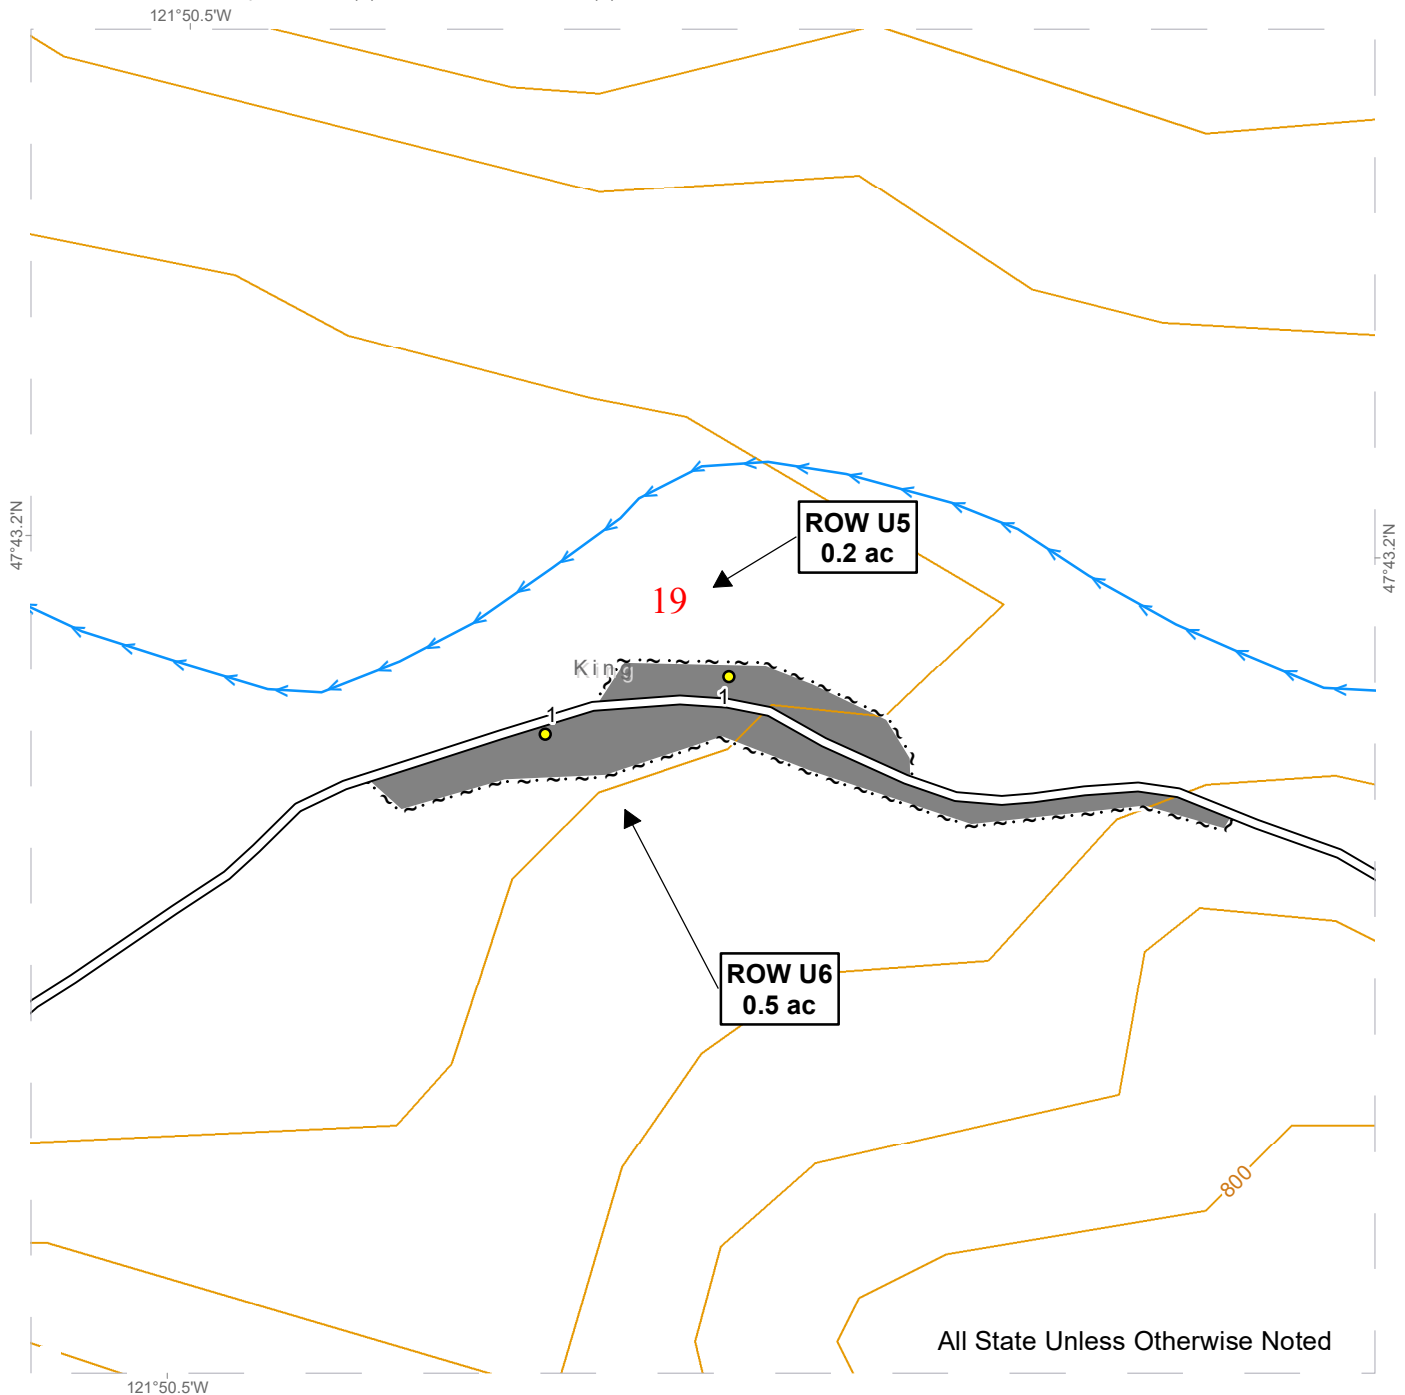 121°50.5'W
47°43.2'N
47°43.2'N
ROW U5
0.2 ac
19
King
1
1
ROW U6
0.5 ac
800
All State Unless Otherwise Noted
121°50.5'W